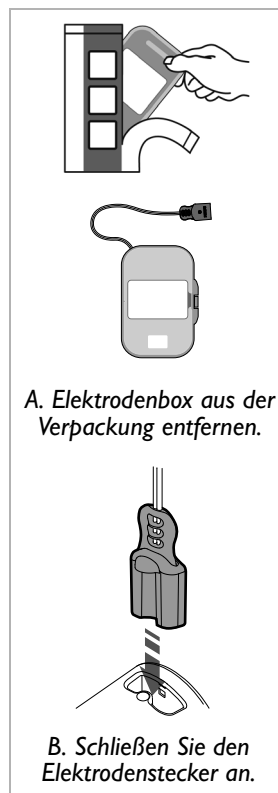 A. Elektrodenbox aus der
Verpackung entfernen.
B. Schließen Sie den
Elektrodenstecker an.